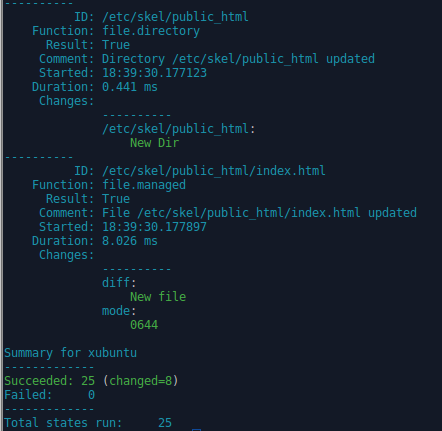 ----------
          ID: /etc/skel/public_html
    Function: file.directory
      Result: True
     Comment: Directory /etc/skel/public_html updated
     Started: 18:39:30.177123
    Duration: 0.441 ms
     Changes:
              ----------
              /etc/skel/public_html:
                  New Dir
----------
          ID: /etc/skel/public_html/index.html
    Function: file.managed
      Result: True
     Comment: File /etc/skel/public_html/index.html updated
     Started: 18:39:30.177897
    Duration: 8.026 ms
     Changes:
              ----------
              diff:
                  New file
              mode:
                  0644

Summary for xubuntu
-------------
Succeeded: 25 (changed=8)
Failed:     0
-------------
Total states run:     25